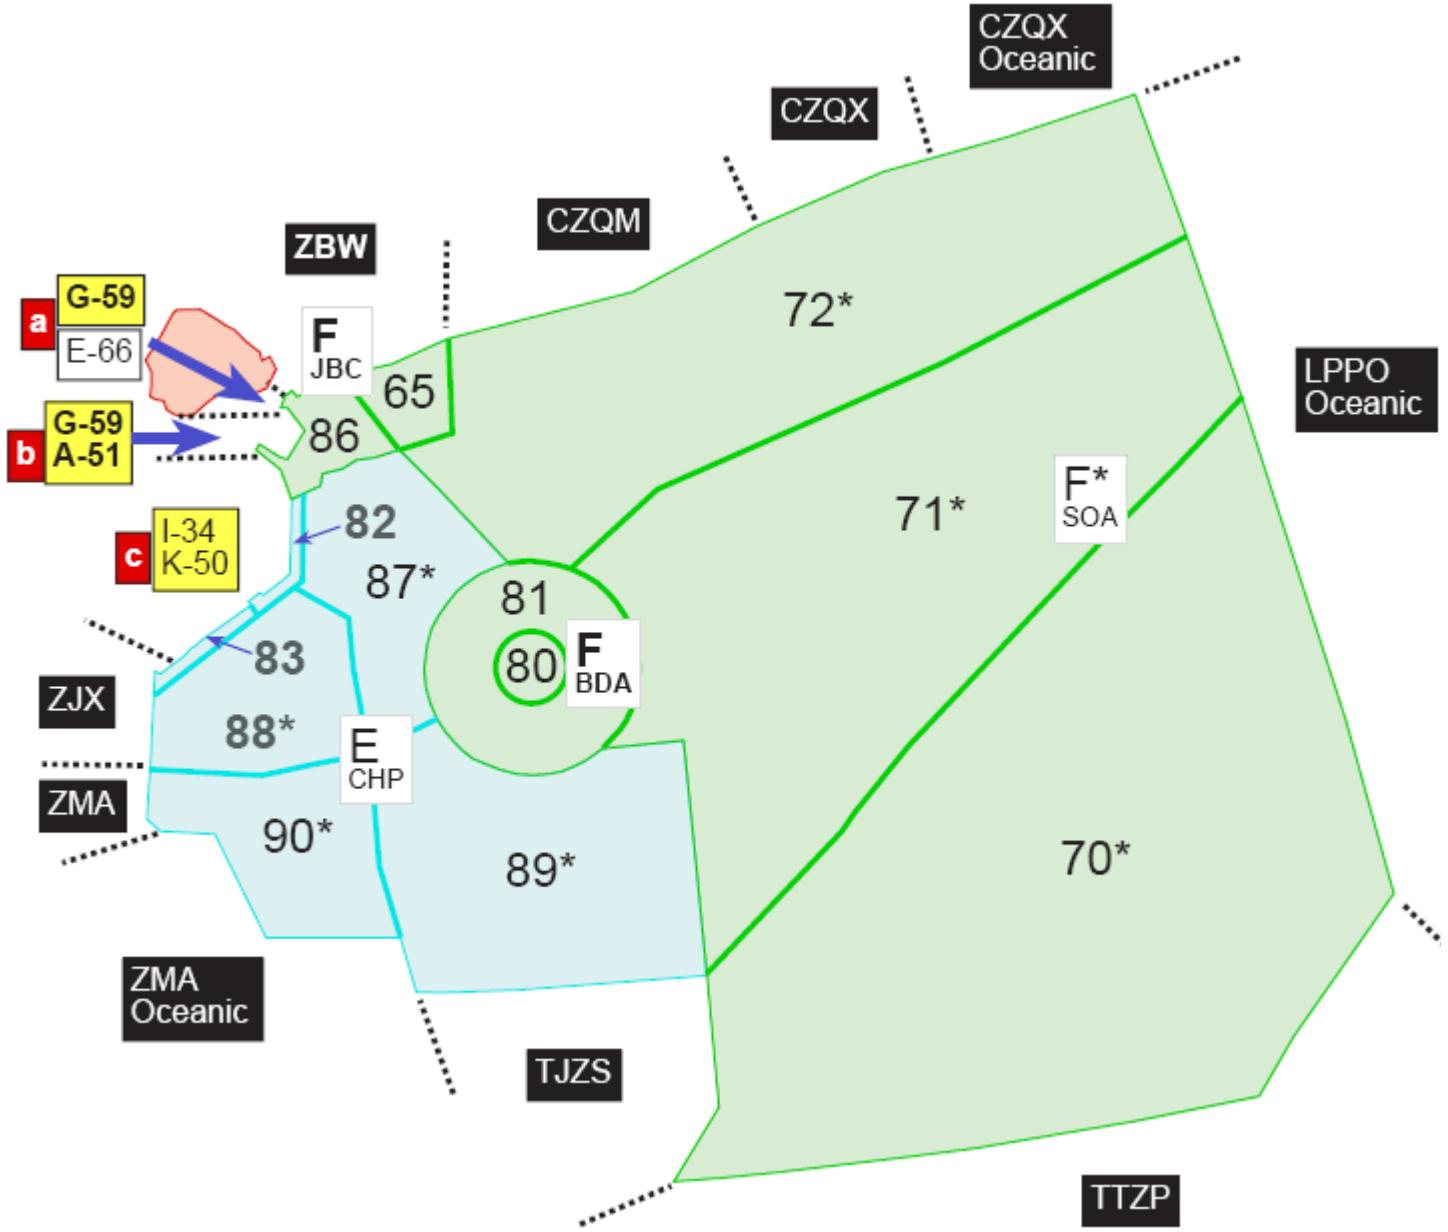 CZQX
Oceanic
CZQX
CZQM
ZBW
a
G-59
E-66
F
JBC
72*
65
86
LPPO
Oceanic
b
G-59
A-51
c
I-34
K-50
82
87*
71*
F*
SOA
81
80
F
BDA
83
ZJX
88*
E
CHP
ZMA
90*
89*
70*
ZMA
Oceanic
TJZS
TTZP